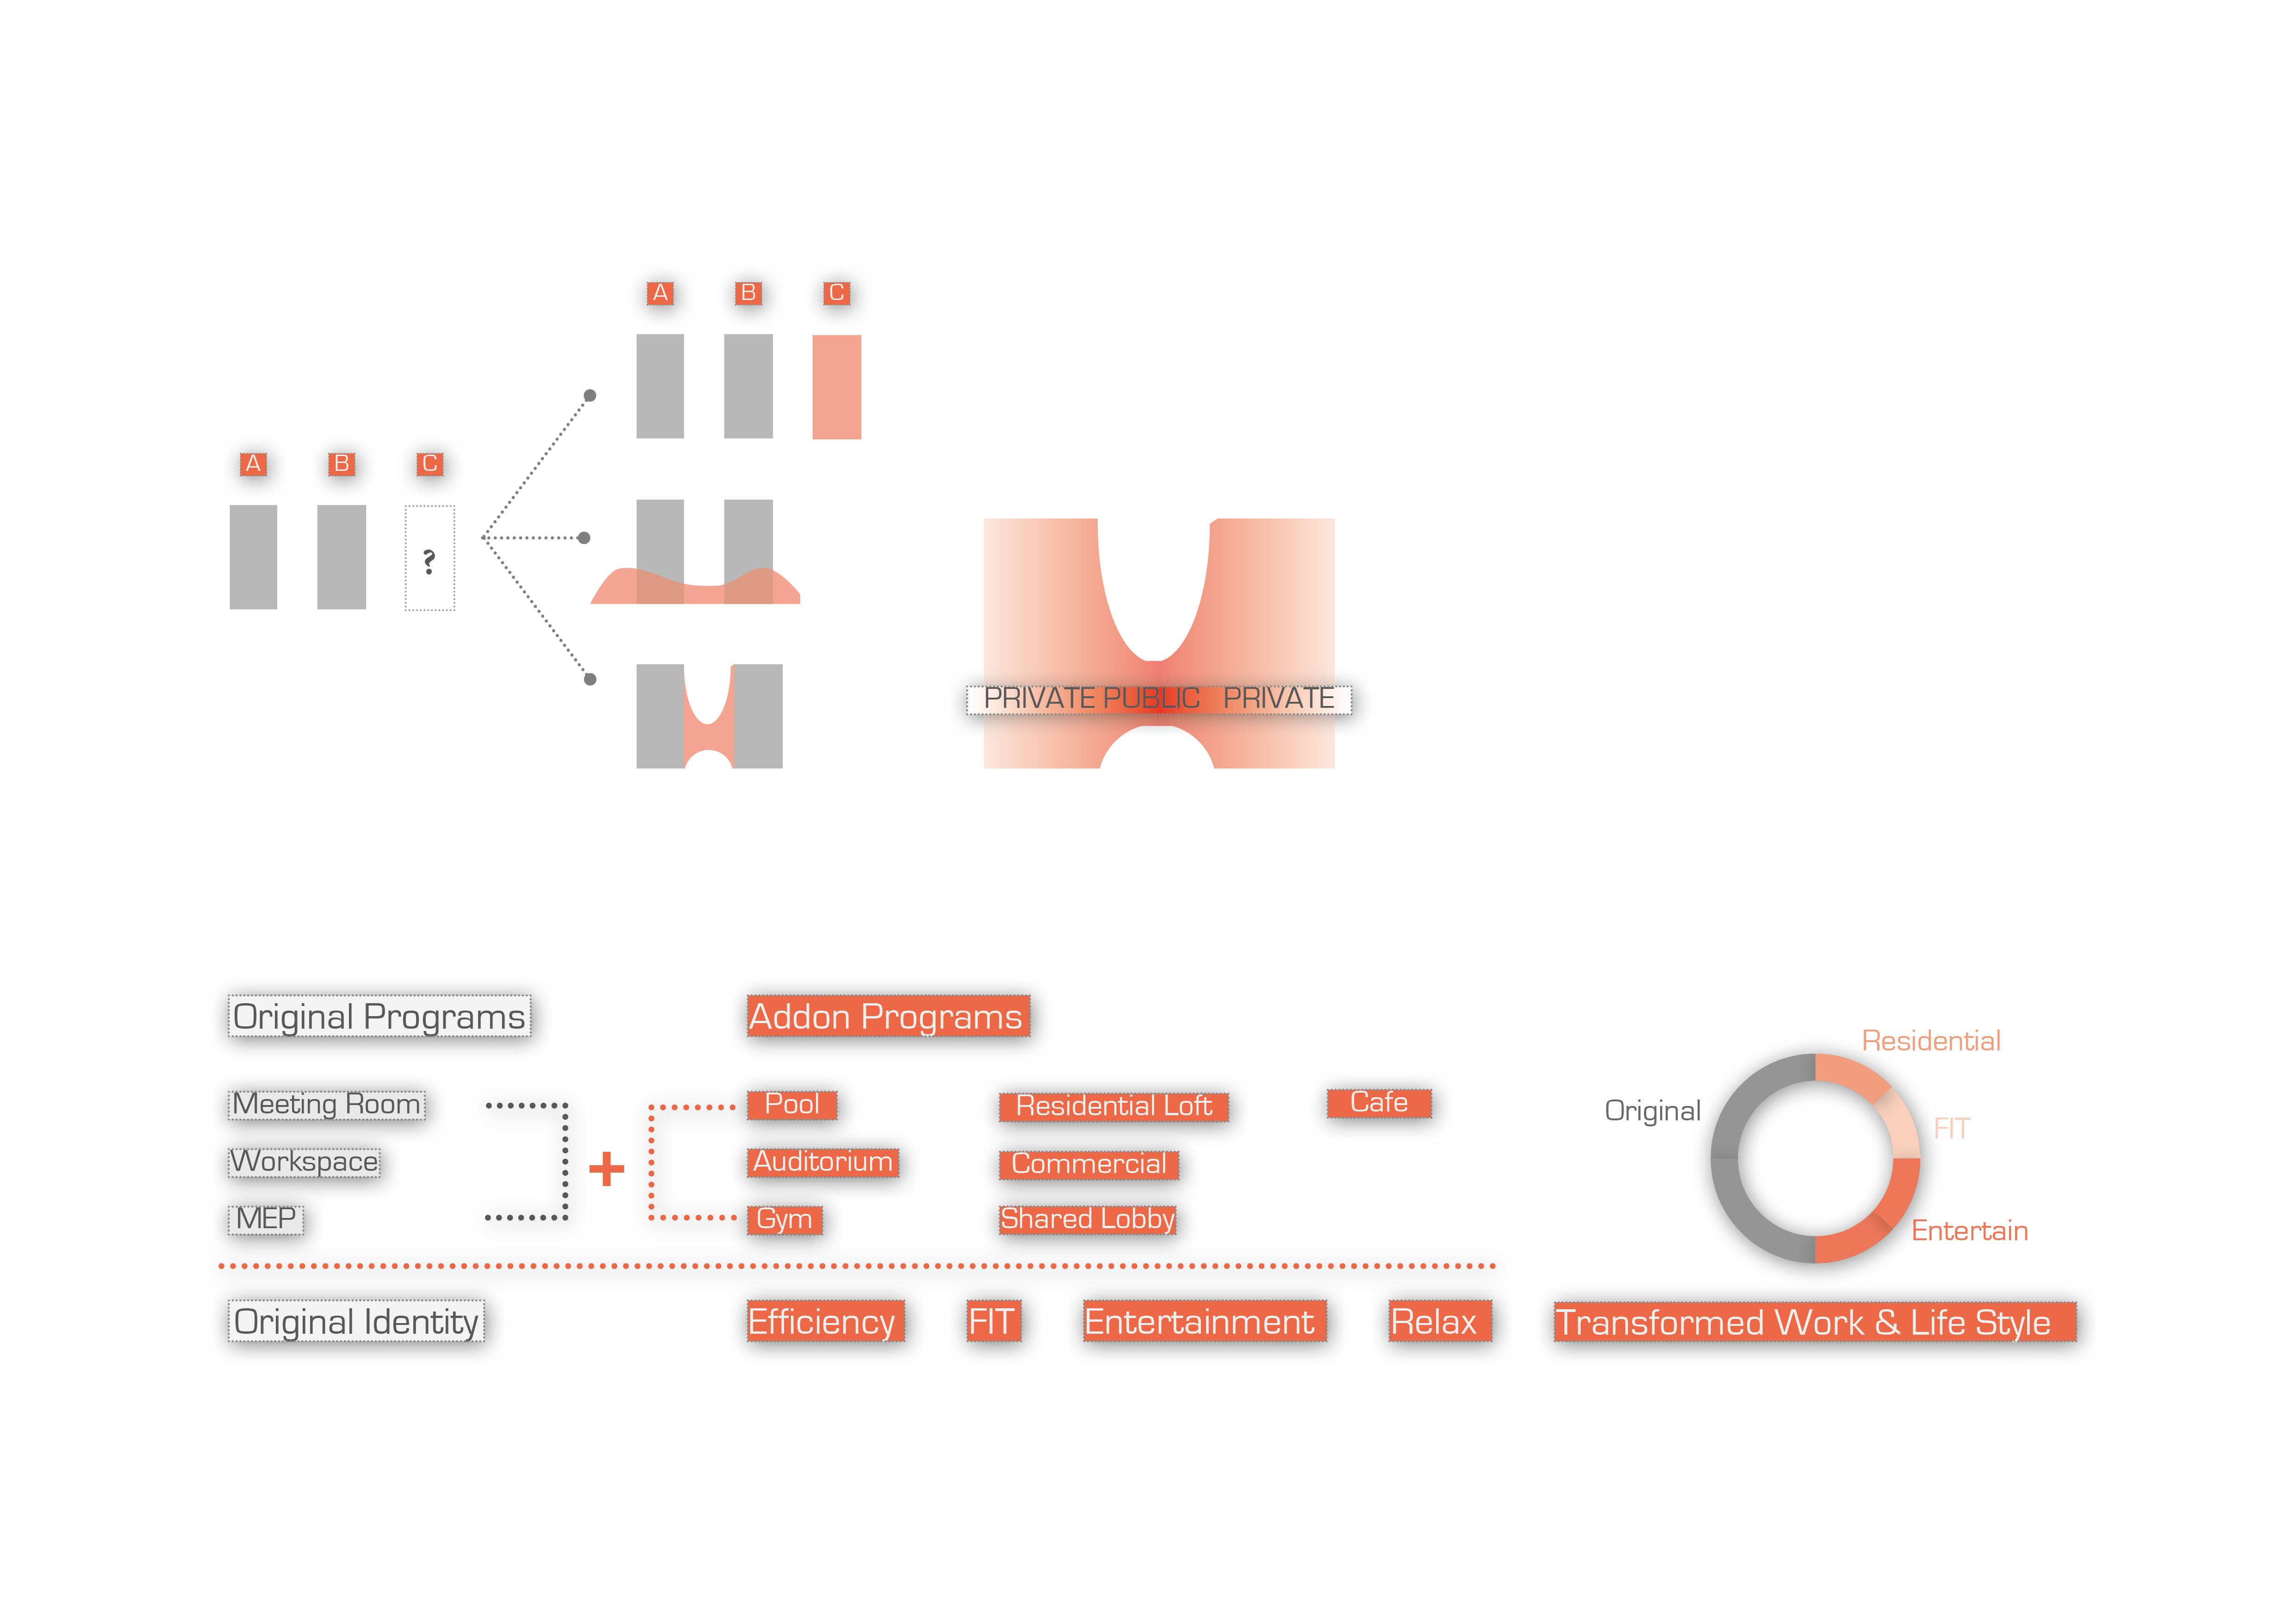 A B C
A B C
?
PRIVATE PUBLIC PRIVATE
Original Programs
Addon Programs
Meeting Room
Workspace
MEP
+
Pool
Auditorium
Gym
Residential Loft
Commercial
Shared Lobby
Cafe
Original Identity
Efficiency
FIT
Entertainment
Relax
Residential
Original
FIT
Entertain
Transformed Work & Life Style